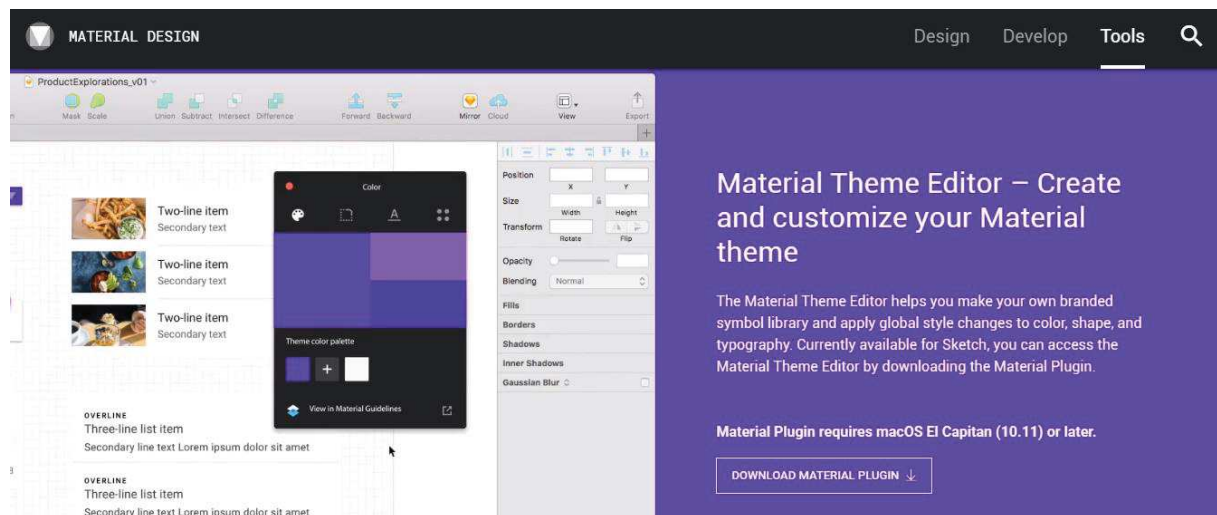 MATERIAL DESIGN
Design Develop Tools
ProductExplorations_v01
Mask Scale Union Subtract Intersect Difference Forward Backward Mirror Cloud View Export
Color
Two-line item
Secondary text
Two-line item
Secondary text
Two-line item
Secondary text
Theme color palette
+
View in Material Guidelines
OVERLINE
Three-line list item
Secondary line text Lorem ipsum dolor sit amet
OVERLINE
Three-line list item
Secondary line text Lorem ipsum dolor sit amet
Position
X Y
Size
Width Height
Transform
Rotate Flip
Opacity
Blending Normal
Fills
Borders
Shadows
Inner Shadows
Gaussian Blur
Material Theme Editor – Create
and customize your Material
theme
The Material Theme Editor helps you make your own branded
symbol library and apply global style changes to color, shape, and
typography. Currently available for Sketch, you can access the
Material Theme Editor by downloading the Material Plugin.
Material Plugin requires macOS El Capitan (10.11) or later.
DOWNLOAD MATERIAL PLUGIN